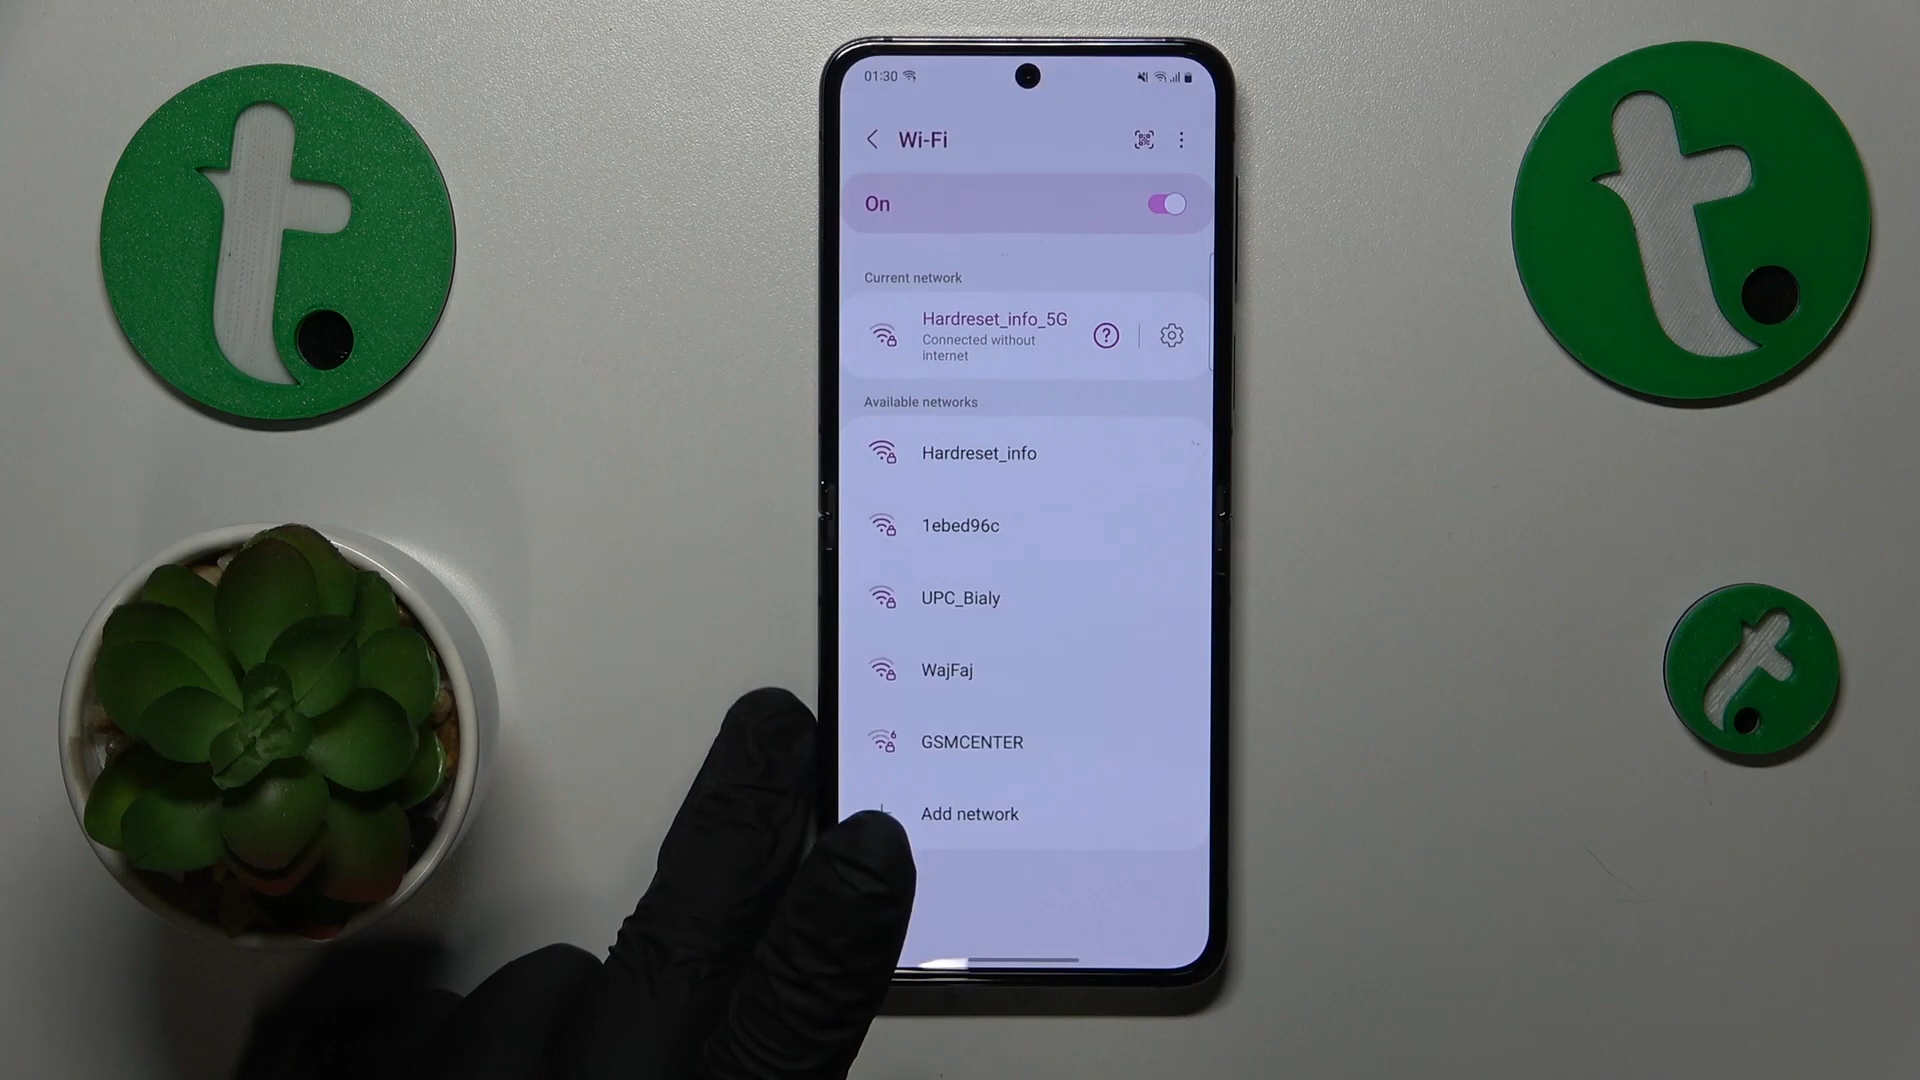 01:30
Wi-Fi
On
Current network
Hardreset_info_5G
Connected without
internet
?
Available networks
Hardreset_info
1ebed96c
UPC_Bialy
WajFaj
6
GSMCENTER
Add network
t.
t.
t.